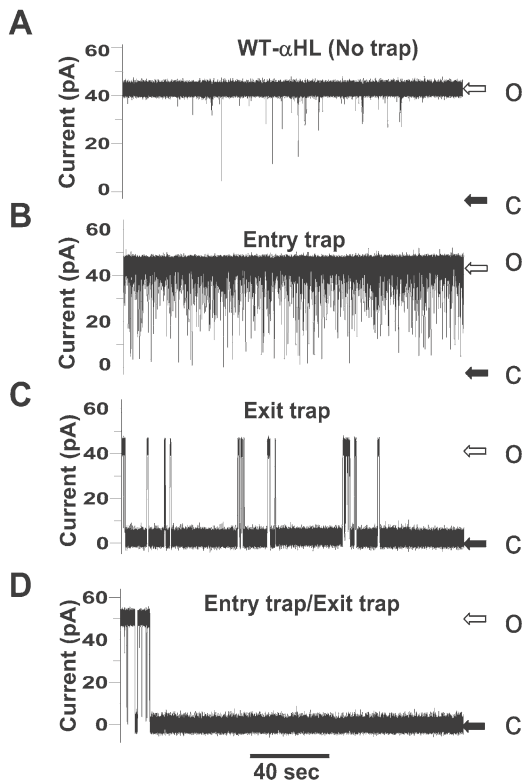 A
WT-αHL (No trap)
Current (pA)
60
40
20
0
O
C
B
Entry trap
Current (pA)
60
40
20
0
O
C
C
Exit trap
Current (pA)
60
40
20
0
O
C
D
Entry trap/Exit trap
Current (pA)
60
40
20
0
O
C
40 sec